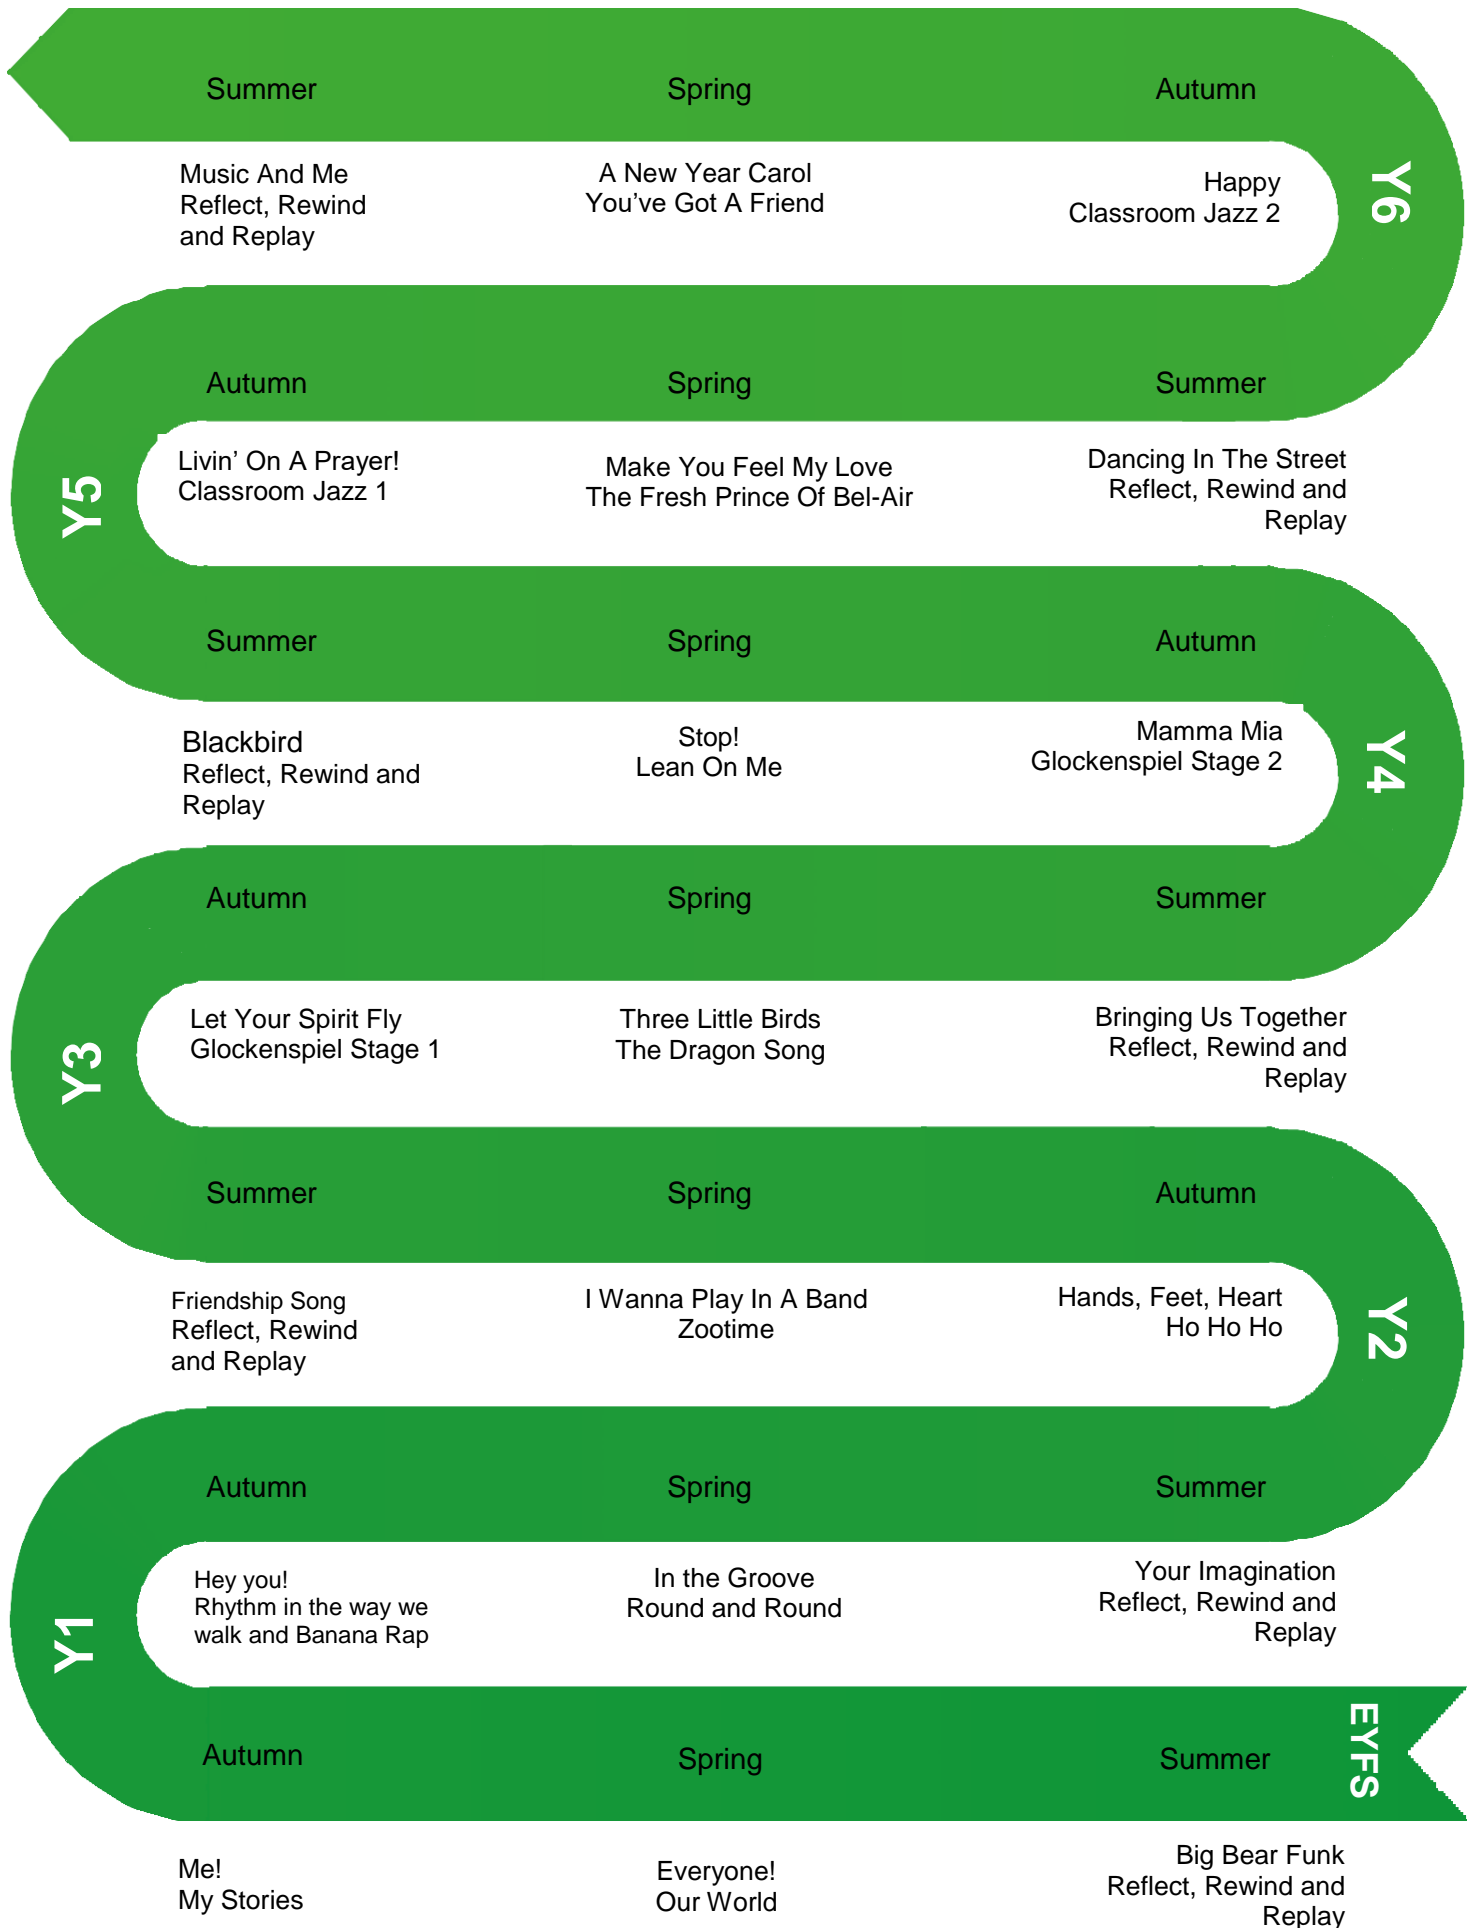 Summer
Spring
Autumn
Music And Me
Reflect, Rewind
and Replay
A New Year Carol
You've Got A Friend
Happy
Classroom Jazz 2
Y6
Autumn
Spring
Summer
Livin' On A Prayer!
Classroom Jazz 1
Make You Feel My Love
The Fresh Prince Of Bel-Air
Dancing In The Street
Reflect, Rewind and
Replay
Y5
Summer
Spring
Autumn
Blackbird
Reflect, Rewind and
Replay
Stop!
Lean On Me
Mamma Mia
Glockenspiel Stage 2
Y4
Autumn
Spring
Summer
Let Your Spirit Fly
Glockenspiel Stage 1
Three Little Birds
The Dragon Song
Bringing Us Together
Reflect, Rewind and
Replay
Y3
Summer
Spring
Autumn
Friendship Song
Reflect, Rewind
and Replay
I Wanna Play In A Band
Zootime
Hands, Feet, Heart
Ho Ho Ho
Y2
Autumn
Spring
Summer
Hey you!
Rhythm in the way we
walk and Banana Rap
In the Groove
Round and Round
Your Imagination
Reflect, Rewind and
Replay
Y1
Autumn
Spring
Summer
EYFS
Me!
My Stories
Everyone!
Our World
Big Bear Funk
Reflect, Rewind and
Replay